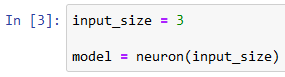 In [3]: input_size = 3
model = neuron(input_size)